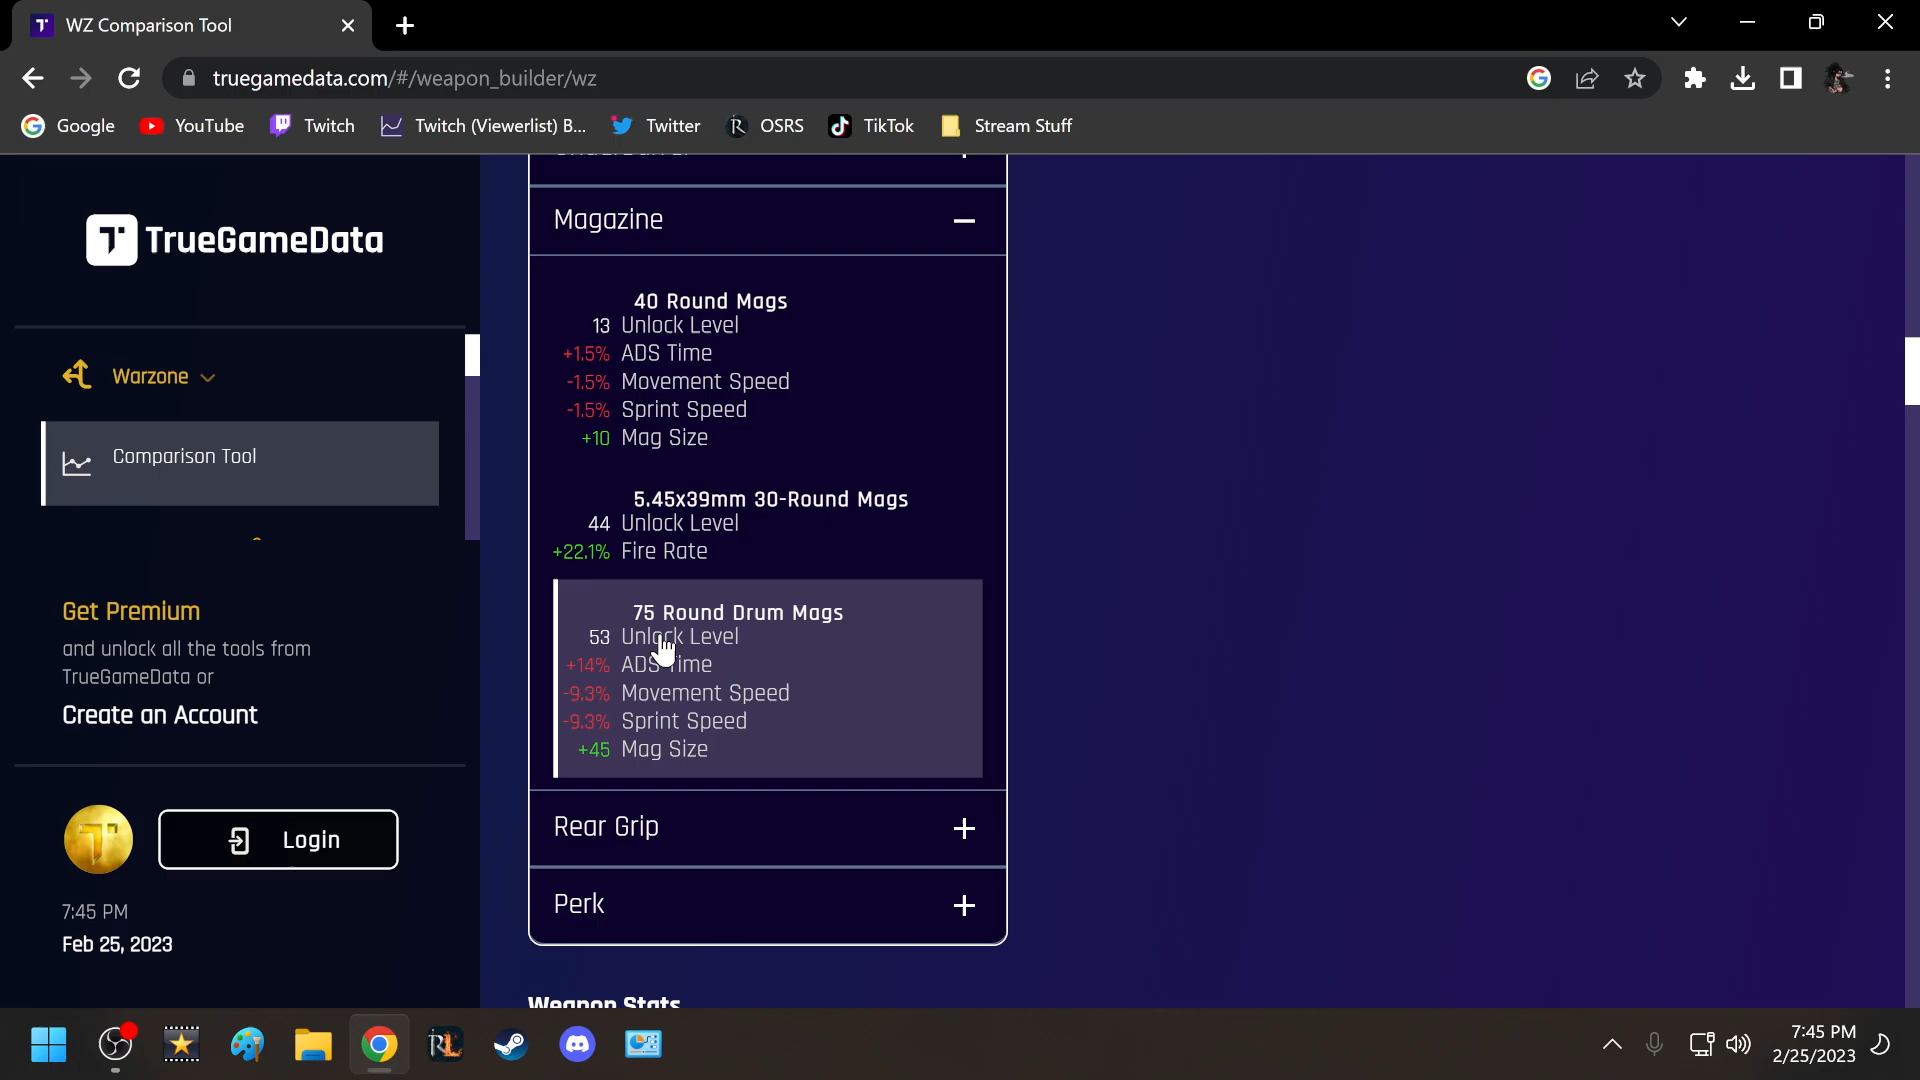 WZ Comparison Tool
truegamedata.com/#/weapon_builder/wz
Google
YouTube
Twitch
Twitch (Viewerlist) B...
Twitter
OSRS
TikTok
Stream Stuff
TrueGameData
Warzone
Comparison Tool
Get Premium
and unlock all the tools from
TrueGameData or
Create an Account
Login
7:45 PM
Feb 25, 2023
Magazine
40 Round Mags
13 Unlock Level
+1.5% ADS Time
-1.5% Movement Speed
-1.5% Sprint Speed
+10 Mag Size
5.45x39mm 30-Round Mags
44 Unlock Level
+22.1% Fire Rate
75 Round Drum Mags
53 Unlock Level
+14% ADS Time
-9.3% Movement Speed
-9.3% Sprint Speed
+45 Mag Size
Rear Grip
Perk
Weapon Stats
7:45 PM
2/25/2023